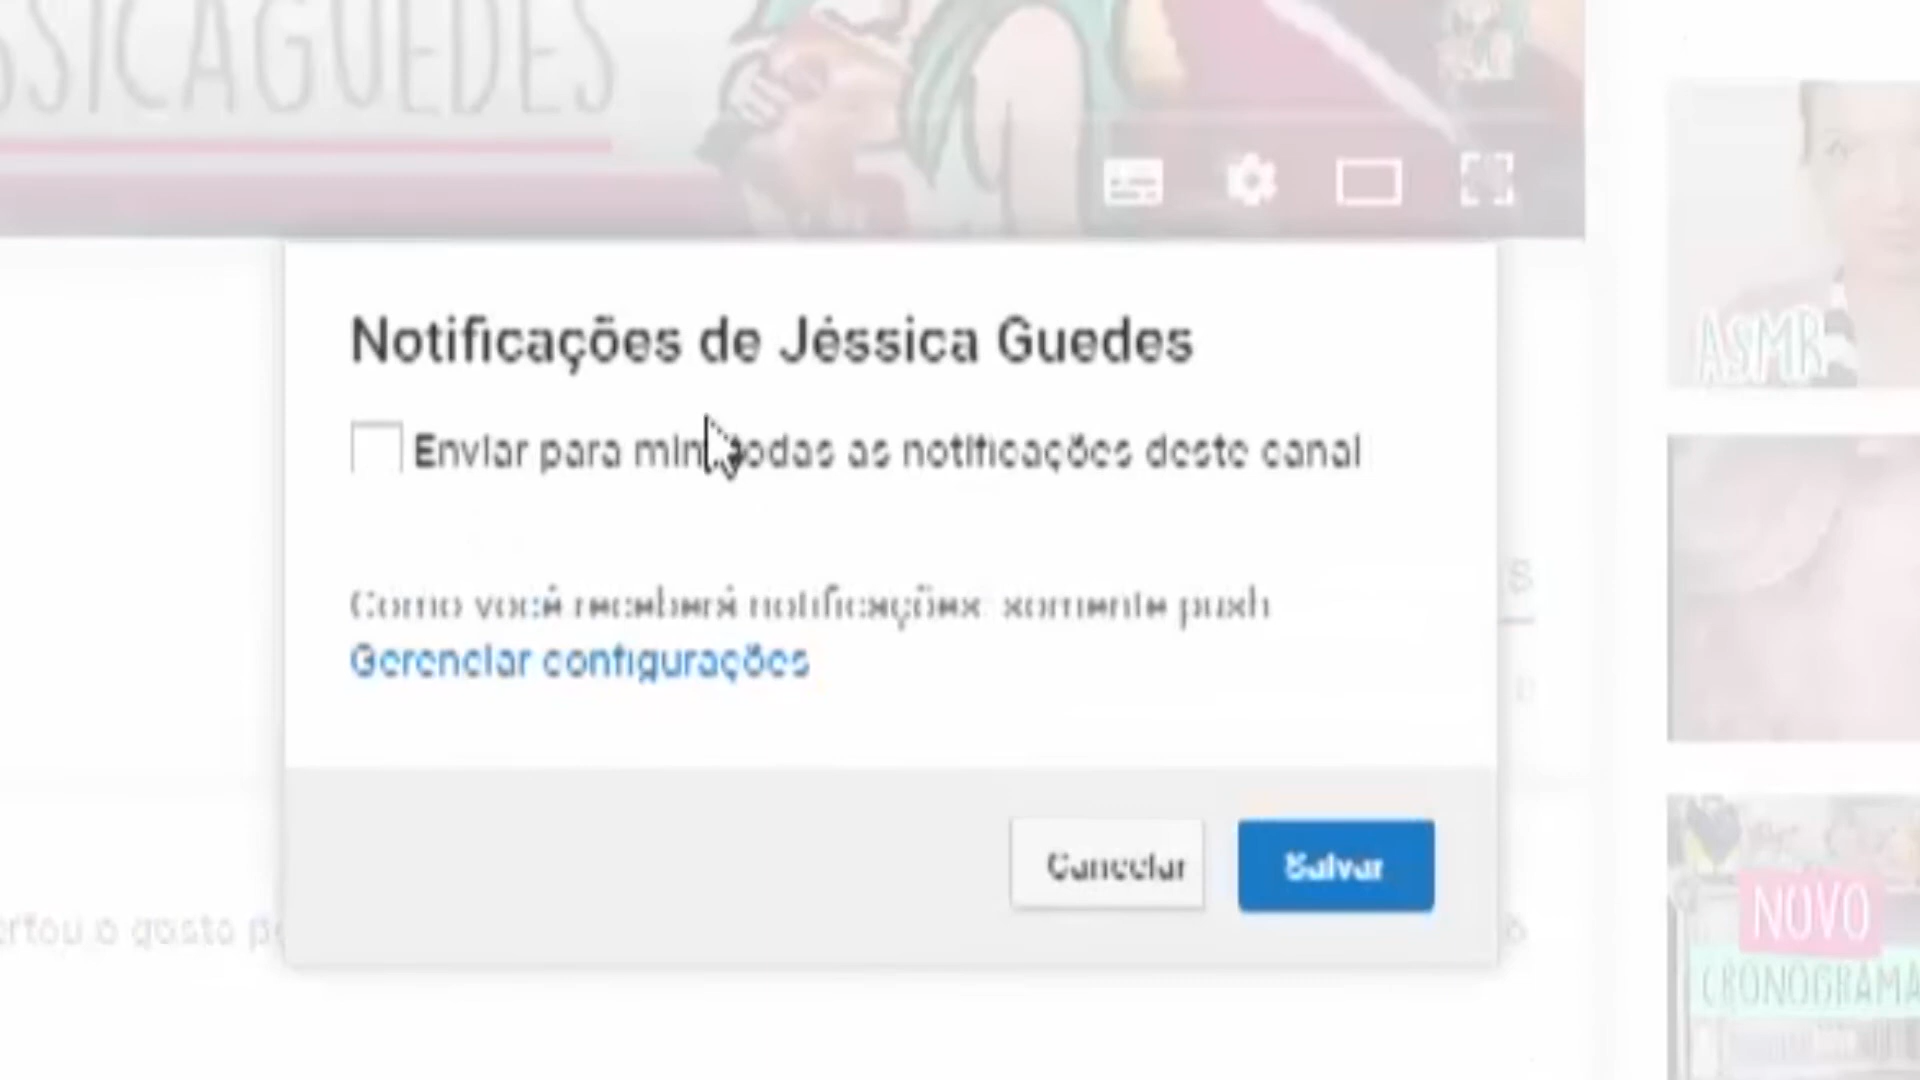 SSICAGUEDES
Notificações de Jéssica Guedes
Enviar para mim todas as notificações deste canal
Como você receberá notificações: somente push
Gerenciar configurações
Cancelar
Salvar
ASMR
NOVO
CRONOGRAMA